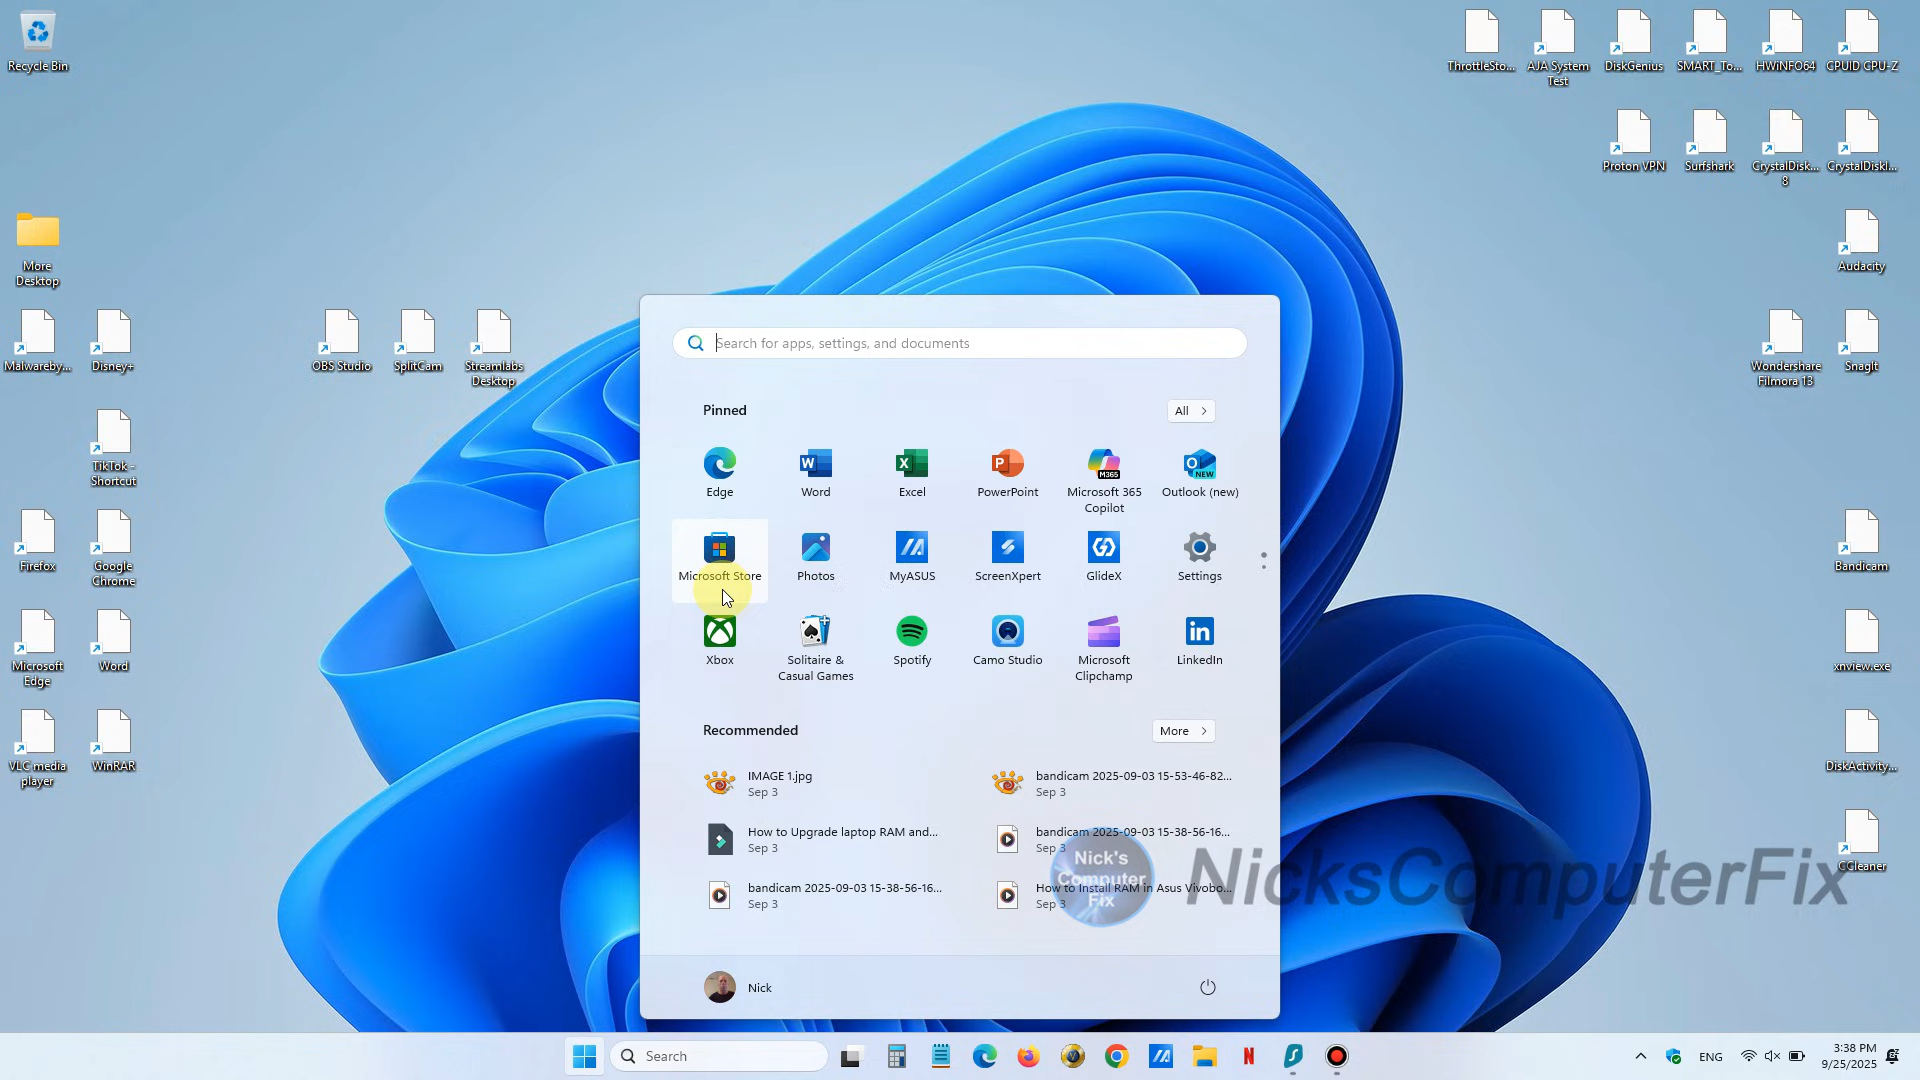 Recycle Bin
ThrottleSto...
AJA System
Test
DiskGenius
SMART_To...
HWiNFO64
CPUID CPU-Z
Proton VPN
Surfshark
CrystalDisk...
8
CrystalDiskI...
More
Desktop
Audacity
Malwareby...
Disney+
OBS Studio
SplitCam
Streamlabs
Desktop
Wondershare
Filmora 13
SnagIt
TikTok -
Shortcut
Firefox
Google
Chrome
Bandicam
Microsoft
Edge
Word
xnview.exe
VLC media
player
WinRAR
DiskActivity...
CCleaner
Search for apps, settings, and documents
Pinned
All
Edge
Word
Excel
PowerPoint
M365
Microsoft 365
Copilot
NEW
Outlook (new)
Microsoft Store
Photos
MyASUS
ScreenXpert
GlideX
Settings
Xbox
Solitaire &
Casual Games
Spotify
Camo Studio
Microsoft
Clipchamp
in
LinkedIn
Recommended
More
IMAGE 1.jpg
Sep 3
bandicam 2025-09-03 15-53-46-82...
Sep 3
How to Upgrade laptop RAM and...
Sep 3
bandicam 2025-09-03 15-38-56-16...
Sep 3
bandicam 2025-09-03 15-38-56-16...
Sep 3
How to Install RAM in Asus Vivobo...
Sep 3
Nick's
Computer
Fix
NicksComputerFix
Nick
Search
ENG
3:38 PM
9/25/2025